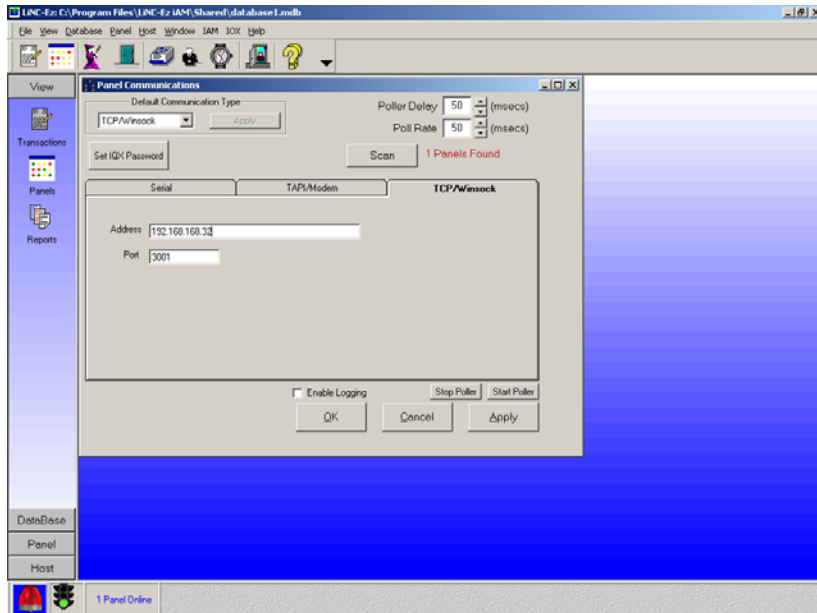 LiNC-Ez: C:\Program Files\LiNC-Ez iAM\Shared\database1.mdb
File View Database Panel Host Window IAM IOX Help
View
Transactions
Panels
Reports
DataBase
Panel
Host
Panel Communications
Default Communication Type
TCP/Winsock
Apply
Poller Delay 50 (msecs)
Poll Rate 50 (msecs)
Set IQX Password
Scan 1 Panels Found
Serial TAPI/Modem TCP/Winsock
Address 192.168.168.32
Port 3001
Enable Logging Stop Poller Start Poller
OK Cancel Apply
1 Panel Online